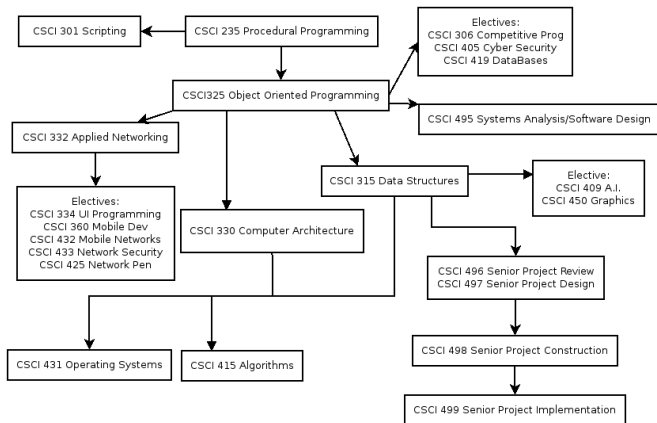 CSCI 301 Scripting
CSCI 235 Procedural Programming
Electives:
CSCI 306 Competitive Prog
CSCI 405 Cyber Security
CSCI 419 DataBases
CSCI325 Object Oriented Programming
CSCI 495 Systems Analysis/Software Design
CSCI 332 Applied Networking
CSCI 315 Data Structures
Elective:
CSCI 409 A.I.
CSCI 450 Graphics
Electives:
CSCI 334 UI Programming
CSCI 360 Mobile Dev
CSCI 432 Mobile Networks
CSCI 433 Network Security
CSCI 425 Network Pen
CSCI 330 Computer Architecture
CSCI 496 Senior Project Review
CSCI 497 Senior Project Design
CSCI 431 Operating Systems
CSCI 415 Algorithms
CSCI 498 Senior Project Construction
CSCI 499 Senior Project Implementation